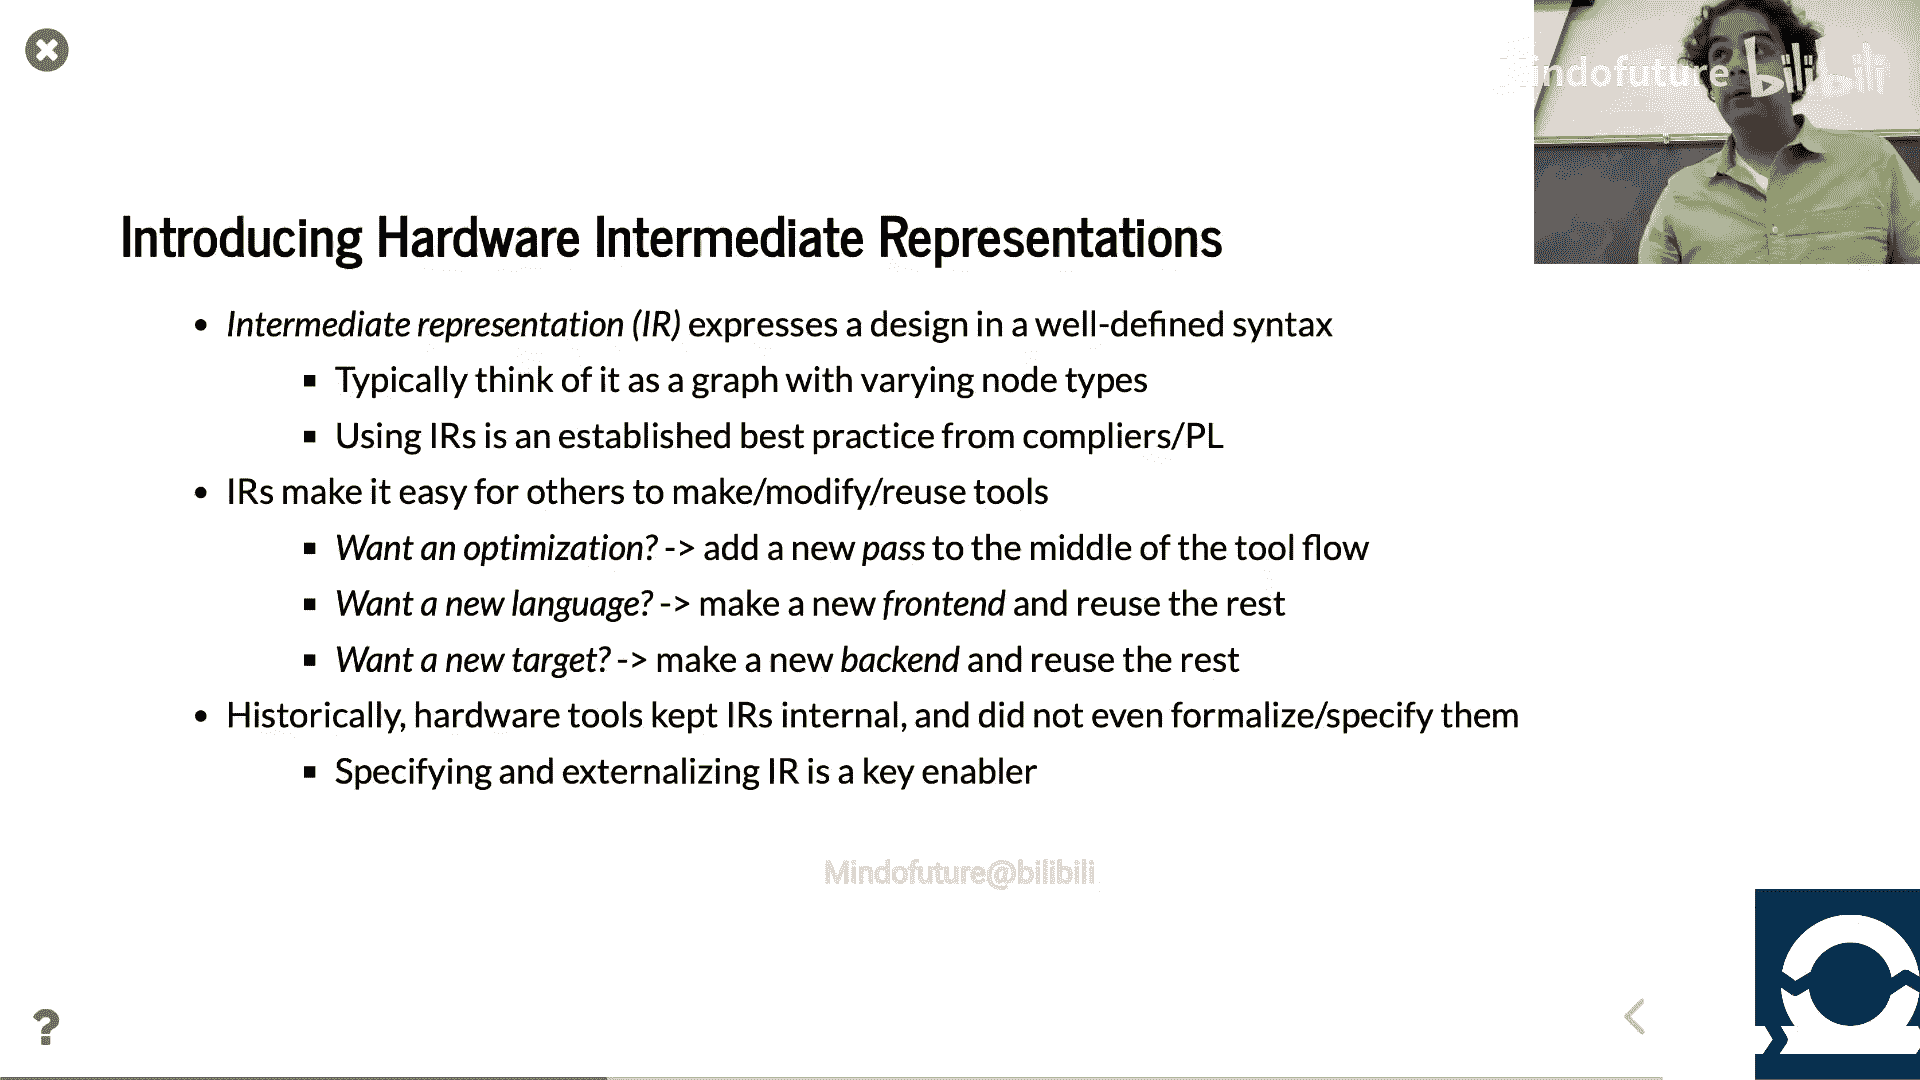 indofuture bilibili
Introducing Hardware Intermediate Representations
• Intermediate representation (IR) expresses a design in a well-defined syntax
▪ Typically think of it as a graph with varying node types
▪ Using IRs is an established best practice from compliers/PL
• IRs make it easy for others to make/modify/reuse tools
▪ Want an optimization? -> add a new pass to the middle of the tool flow
▪ Want a new language? -> make a new frontend and reuse the rest
▪ Want a new target? -> make a new backend and reuse the rest
• Historically, hardware tools kept IRs internal, and did not even formalize/specify them
▪ Specifying and externalizing IR is a key enabler
Mindofuture@bilibili
?